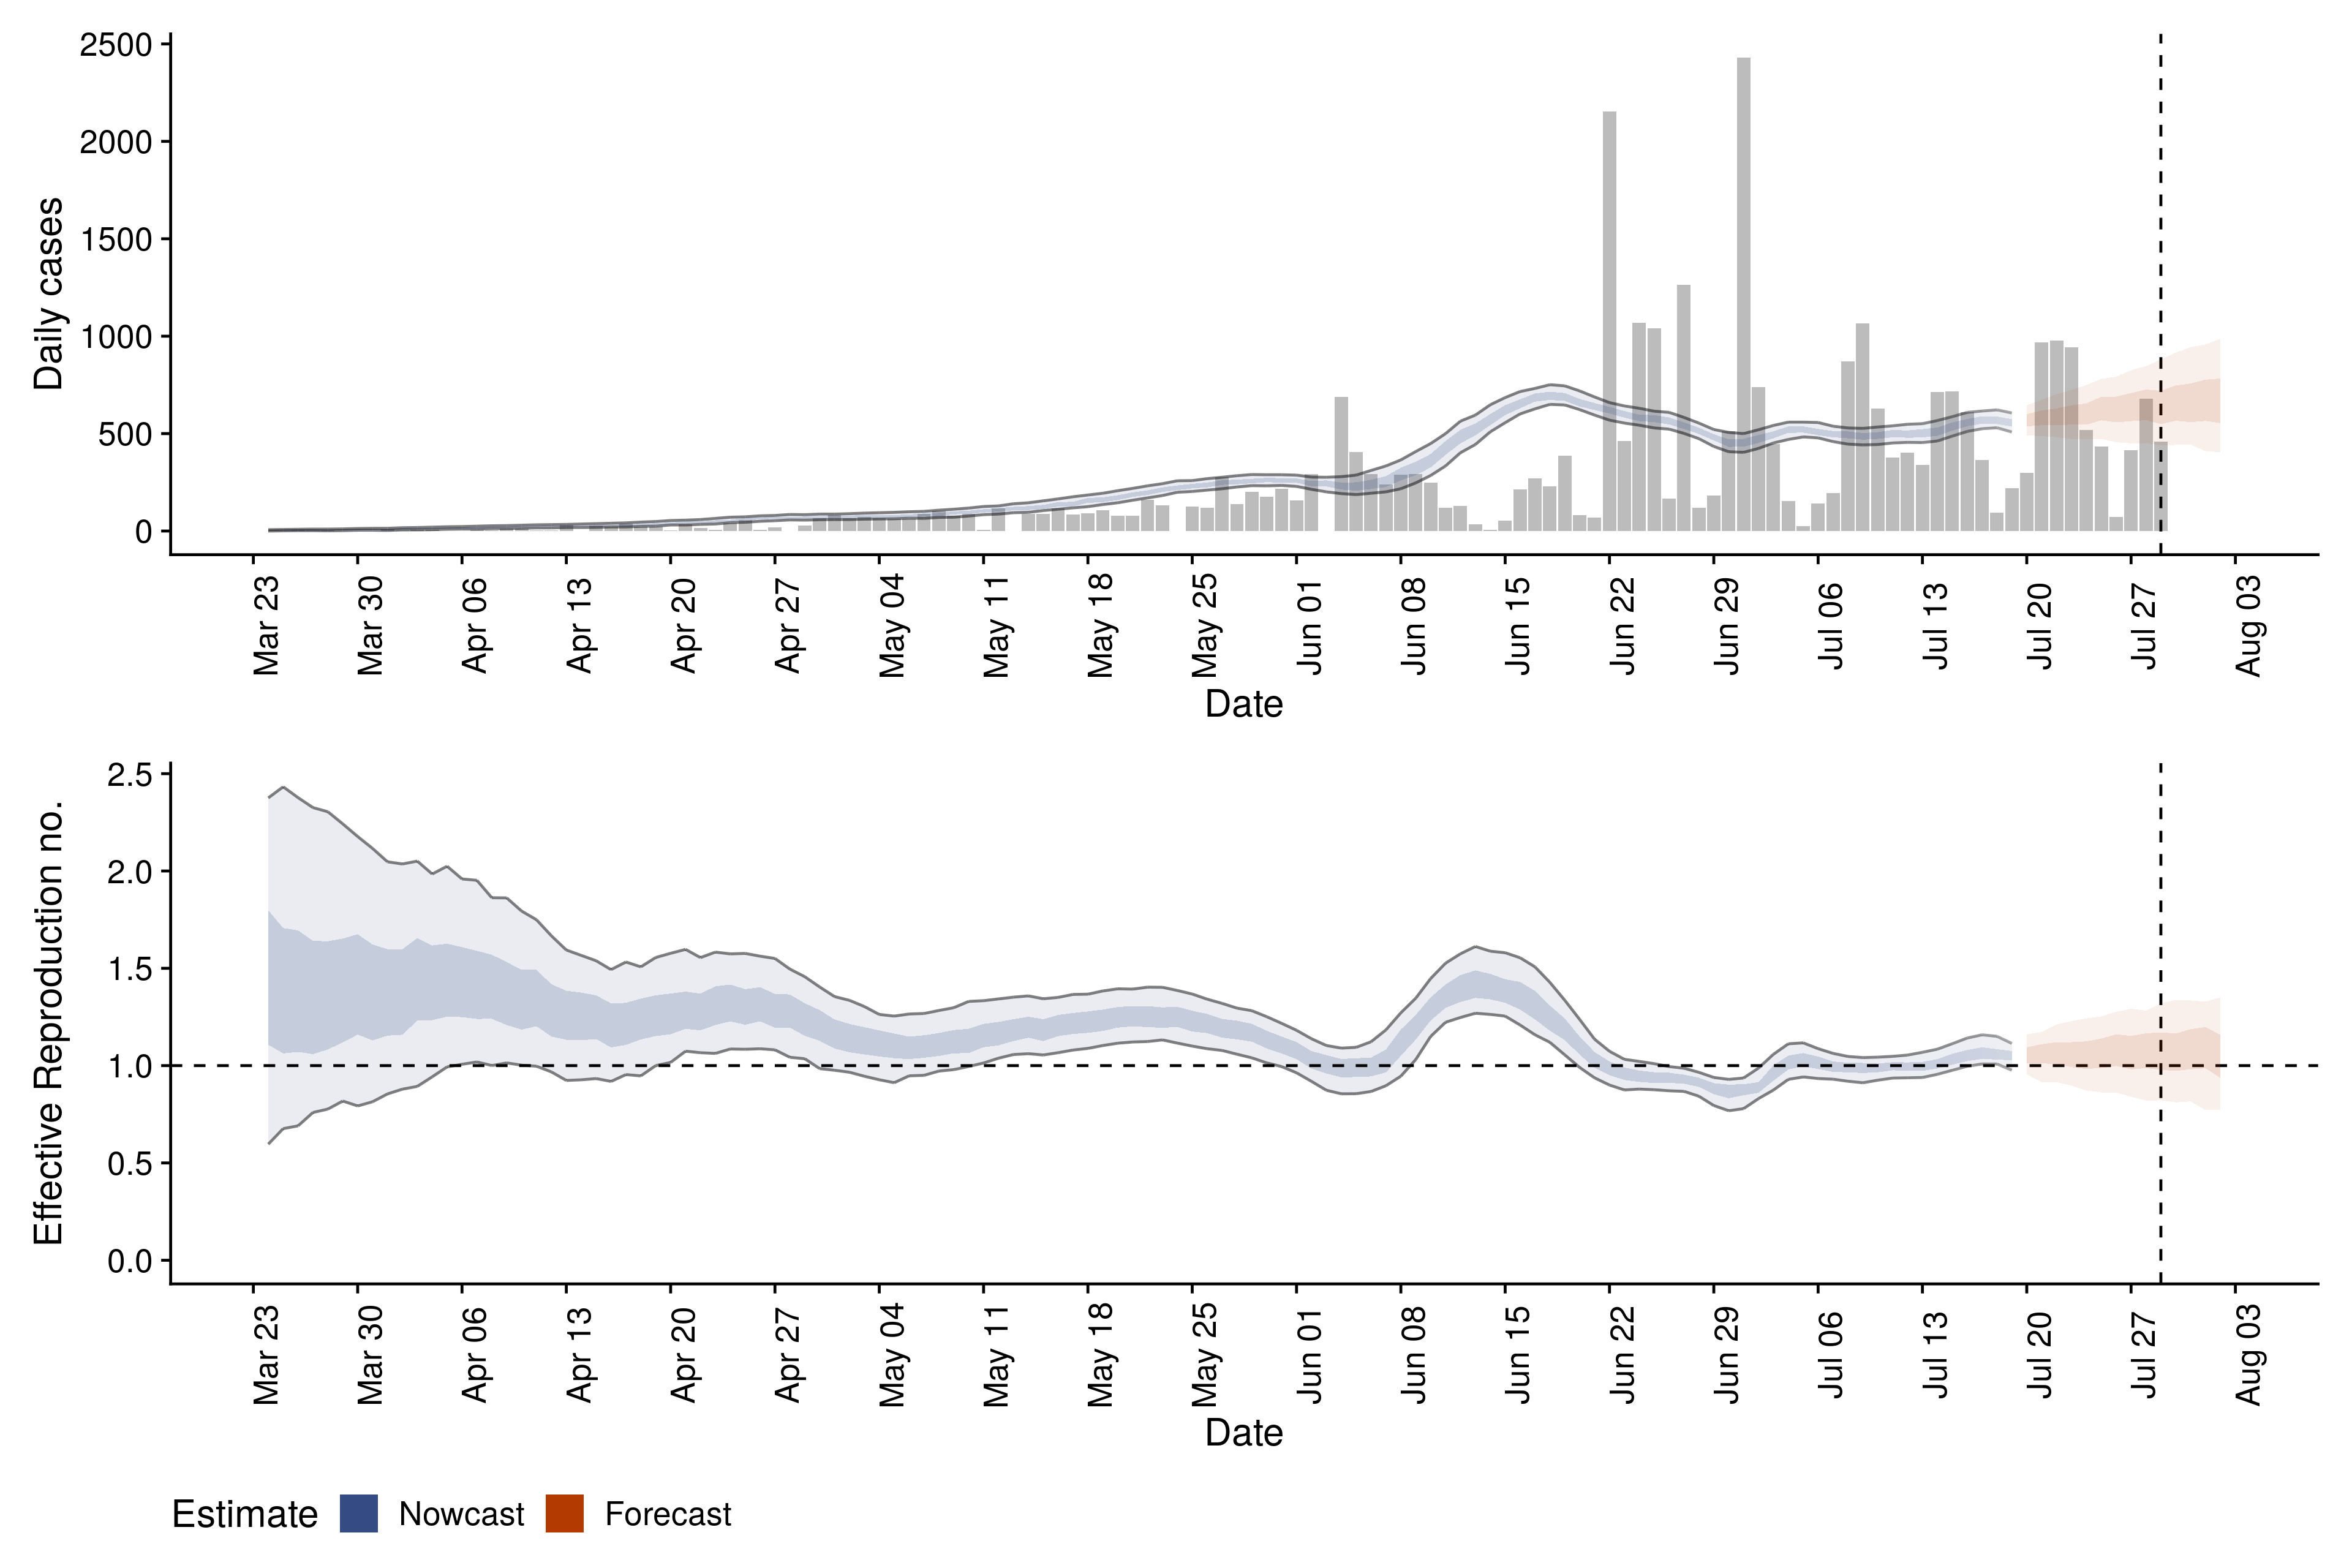 Daily cases
2500
2000
1500
1000
500
0
Mar 23 Mar 30 Apr 06 Apr 13 Apr 20 Apr 27 May 04 May 11 May 18 May 25 Jun 01 Jun 08 Jun 15 Jun 22 Jun 29 Jul 06 Jul 13 Jul 20 Jul 27 Aug 03
Date
Effective Reproduction no.
2.5
2.0
1.5
1.0
0.5
0.0
Mar 23 Mar 30 Apr 06 Apr 13 Apr 20 Apr 27 May 04 May 11 May 18 May 25 Jun 01 Jun 08 Jun 15 Jun 22 Jun 29 Jul 06 Jul 13 Jul 20 Jul 27 Aug 03
Date
Estimate Nowcast Forecast